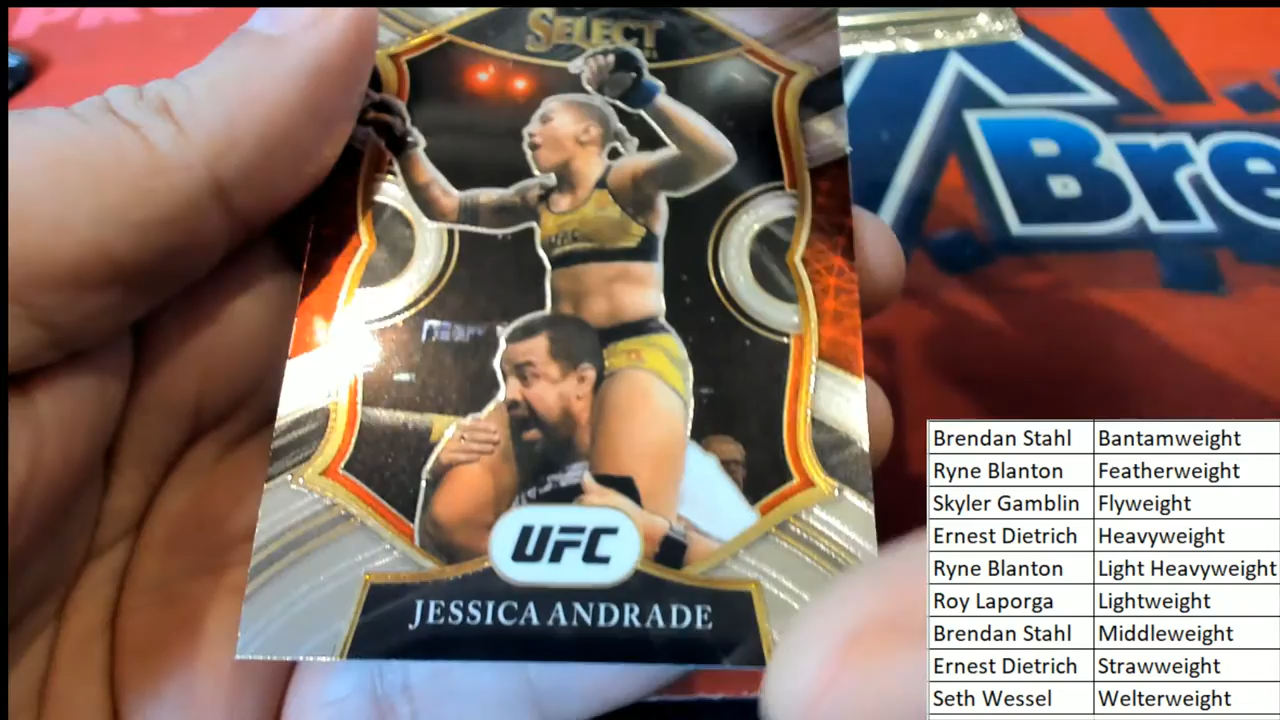 SELECT
Bre
UFC
JESSICA ANDRADE
Brendan Stahl Bantamweight
Ryne Blanton Featherweight
Skyler Gamblin Flyweight
Ernest Dietrich Heavyweight
Ryne Blanton Light Heavyweight
Roy Laporga Lightweight
Brendan Stahl Middleweight
Ernest Dietrich Strawweight
Seth Wessel Welterweight